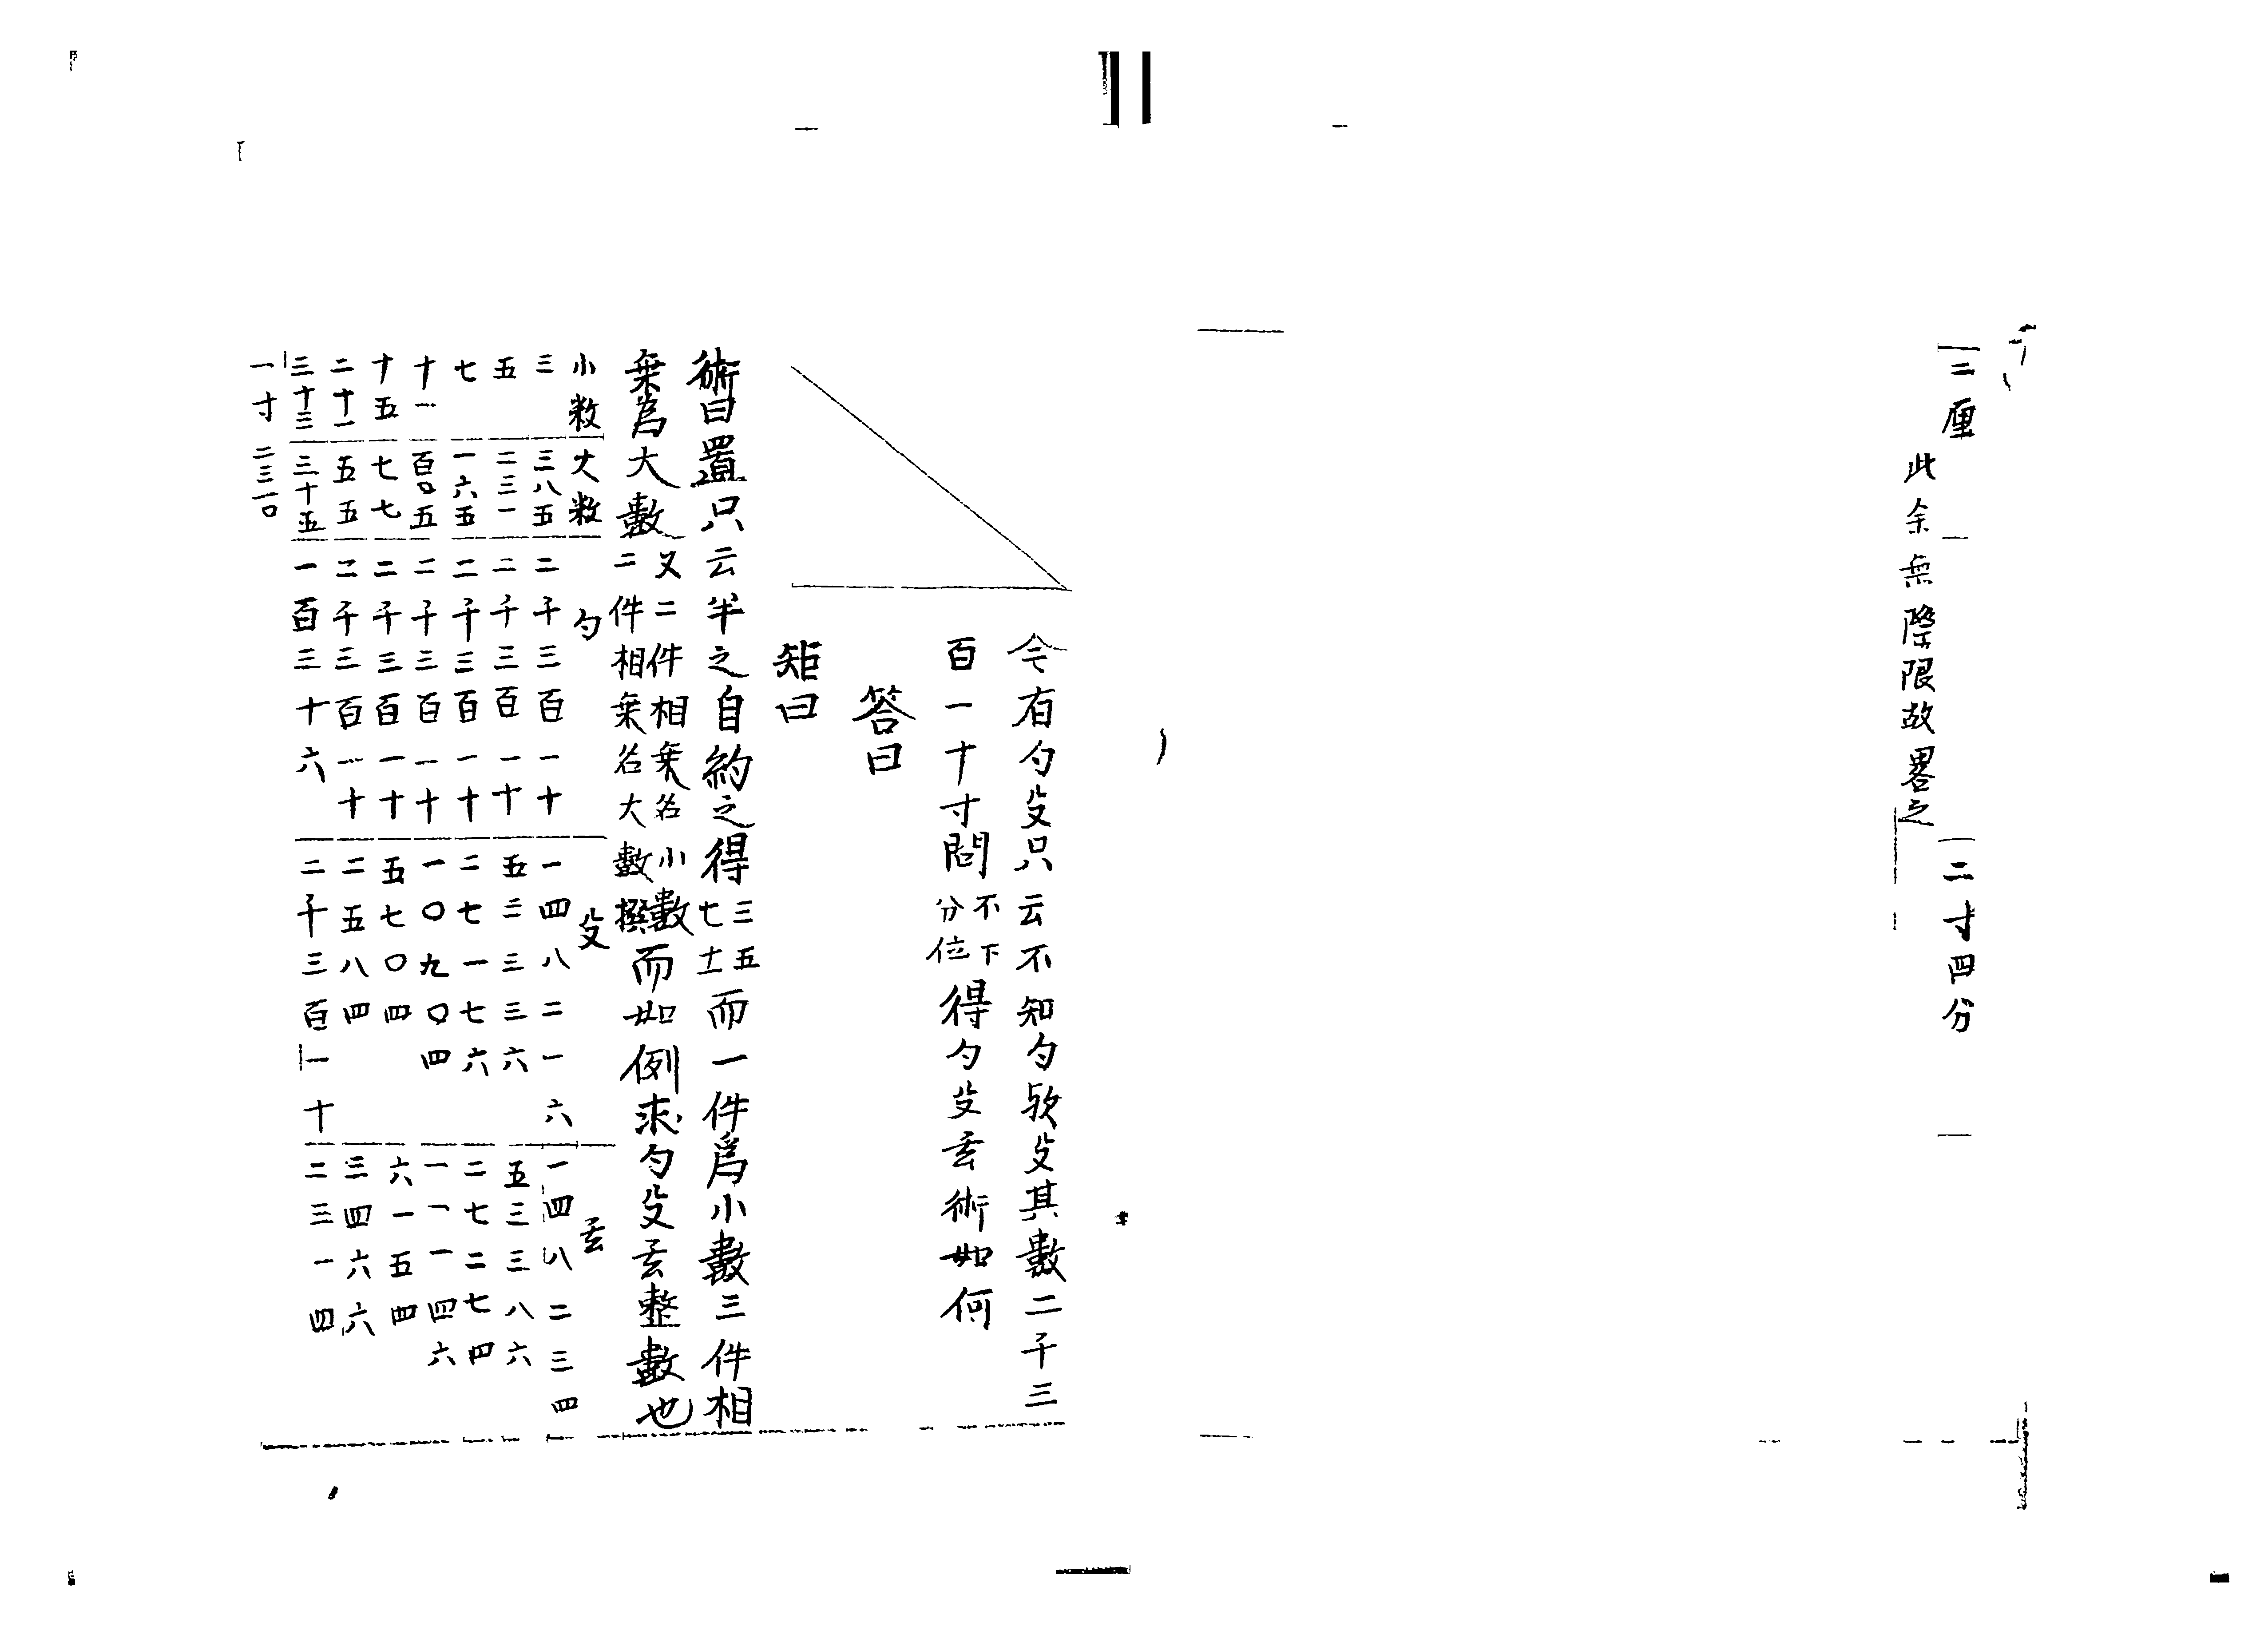 二厘　二寸四分
此余無際限故畧之
今有勾殳只云不知勾欤殳其數二千三
百一十寸問不下分位得勾殳玄術如何
答曰
矩曰
術曰置只云半之自約之得三五七十一而一件爲小數三件相
乗爲大數又二件相乗名小數二件相乗名大數撰而如例求勾殳玄整數也
小数　大数　勾　殳　玄
三　三八五　二千三百一十　一四八二一六　一四八二三四
五　二三一　二千三百一十　五三三三六　五三三八六
七　一六五　二千三百一十　二七一七六　二七二七四
十一　百〇五　二千三百一十　一〇九〇四　一一一四六
十五　七七　二千三百一十　五七〇四　六一五四
二十一　五五　二千三百一十　二五八四　三四六六
三十三　三十五　一百三十六　二千三百一十　二三一四
一寸　二三一〇